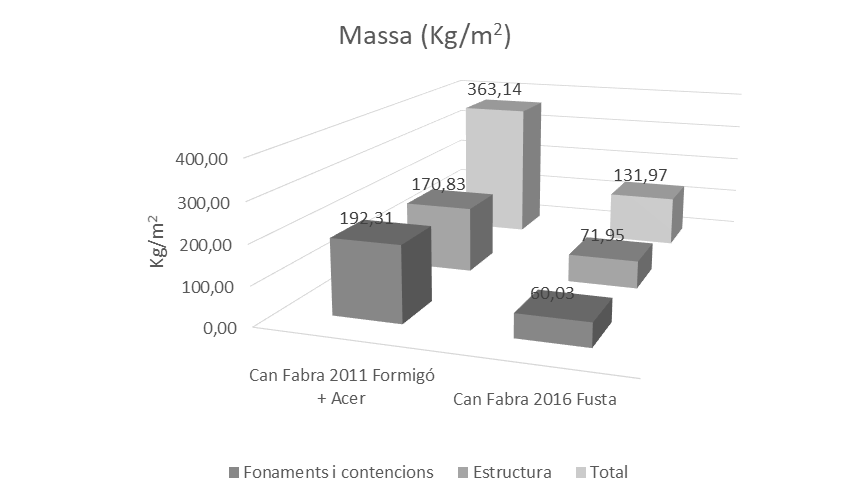 Massa (Kg/m²)
363,14
400,00
170,83
131,97
300,00
192,31
71,95
Kg/m²
200,00
60,03
100,00
0,00
Can Fabra 2011 Formigó
+ Acer
Can Fabra 2016 Fusta
Fonaments i contencions
Estructura
Total